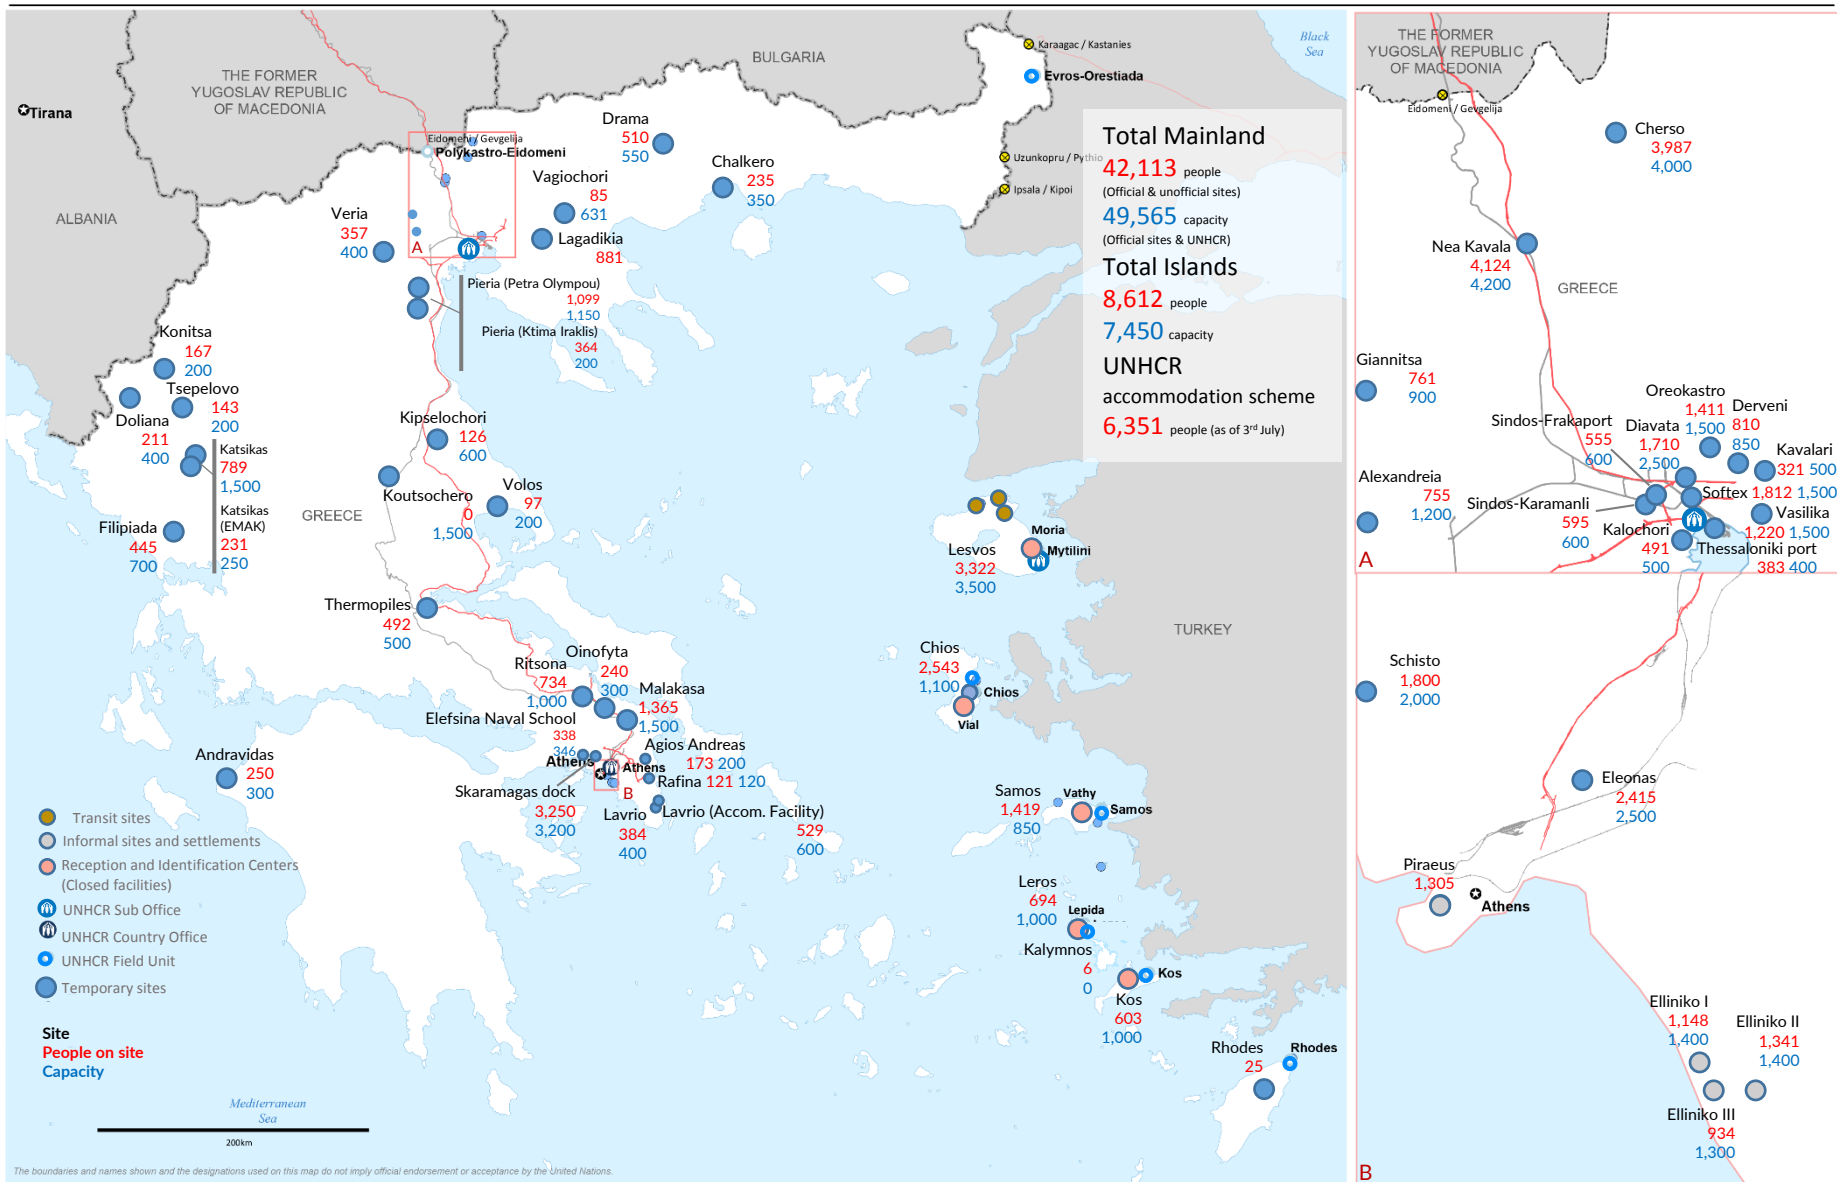 THE FORMER
YUGOSLAV REPUBLIC
OF MACEDONIA
BULGARIA
Black
Sea
Karaagac / Kastanies
Evros-Orestiada
Tirana
ALBANIA
Eidomeni / Gevgelija
Polykastro-Eidomeni
Drama
510
550
Chalkero
235
350
Vagiochori
85
631
Lagadikia
881
Veria
357
400
A
Uzunkopru / Pythio
Ipsala / Kipoi
Total Mainland
42,113 people
(Official & unofficial sites)
49,565 capacity
(Official sites & UNHCR)
Total Islands
8,612 people
7,450 capacity
UNHCR
accommodation scheme
6,351 people (as of 3rd July)
Pieria (Petra Olympou)
1,099
1,150
Pieria (Ktima Iraklis)
364
200
Konitsa
167
200
Tsepelovo
143
200
Doliana
211
400
Katsikas
789
1,500
Katsikas
(EMAK)
231
250
Filipiada
445
700
GREECE
Kipselochori
126
600
Koutsochero
0
1,500
Volos
97
200
Thermopiles
492
500
Lesvos
3,322
3,500
Moria
Mytilini
TURKEY
Chios
2,543
1,100
Chios
Vial
Oinofyta
240
300
Ritsona
734
1,000
Malakasa
1,365
1,500
Elefsina Naval School
338
346
Athens
Athens
Agios Andreas
173 200
Rafina 121 120
B
Skaramagas dock
3,250
3,200
Lavrio
384
400
Lavrio (Accom. Facility)
529
600
Andravidas
250
300
Samos
1,419
850
Vathy
Samos
Leros
694
1,000
Lepida
Kalymnos
6
0
Kos
Kos
603
1,000
Rhodes
25
Rhodes
Transit sites
Informal sites and settlements
Reception and Identification Centers
(Closed facilities)
UNHCR Sub Office
UNHCR Country Office
UNHCR Field Unit
Temporary sites
Site
People on site
Capacity
Mediterranean
Sea
200km
The boundaries and names shown and the designations used on this map do not imply official endorsement or acceptance by the United Nations.
THE FORMER
YUGOSLAV REPUBLIC
OF MACEDONIA
Eidomeni / Gevgelija
Cherso
3,987
4,000
Nea Kavala
4,124
4,200
GREECE
Giannitsa
761
900
Alexandreia
755
1,200
Sindos-Frakaport
555
600
Diavata
1,710
2,500
Oreokastro
1,411
1,500
Derveni
810
850
Kavalari
321 500
Softex 1,812 1,500
Sindos-Karamanli
595
600
Kalochori
491
500
Vasilika
1,220 1,500
Thessaloniki port
383 400
A
Schisto
1,800
2,000
Eleonas
2,415
2,500
Piraeus
1,305
Athens
Elliniko I
1,148
1,400
Elliniko II
1,341
1,400
Elliniko III
934
1,300
B